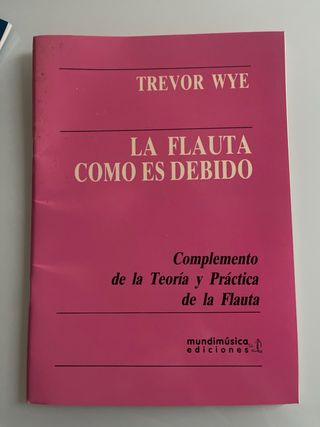 TREVOR WYE
LA FLAUTA
COMO ES DEBIDO
Complemento
de la Teoría y Práctica
de la Flauta
mundimúsica
ediciones